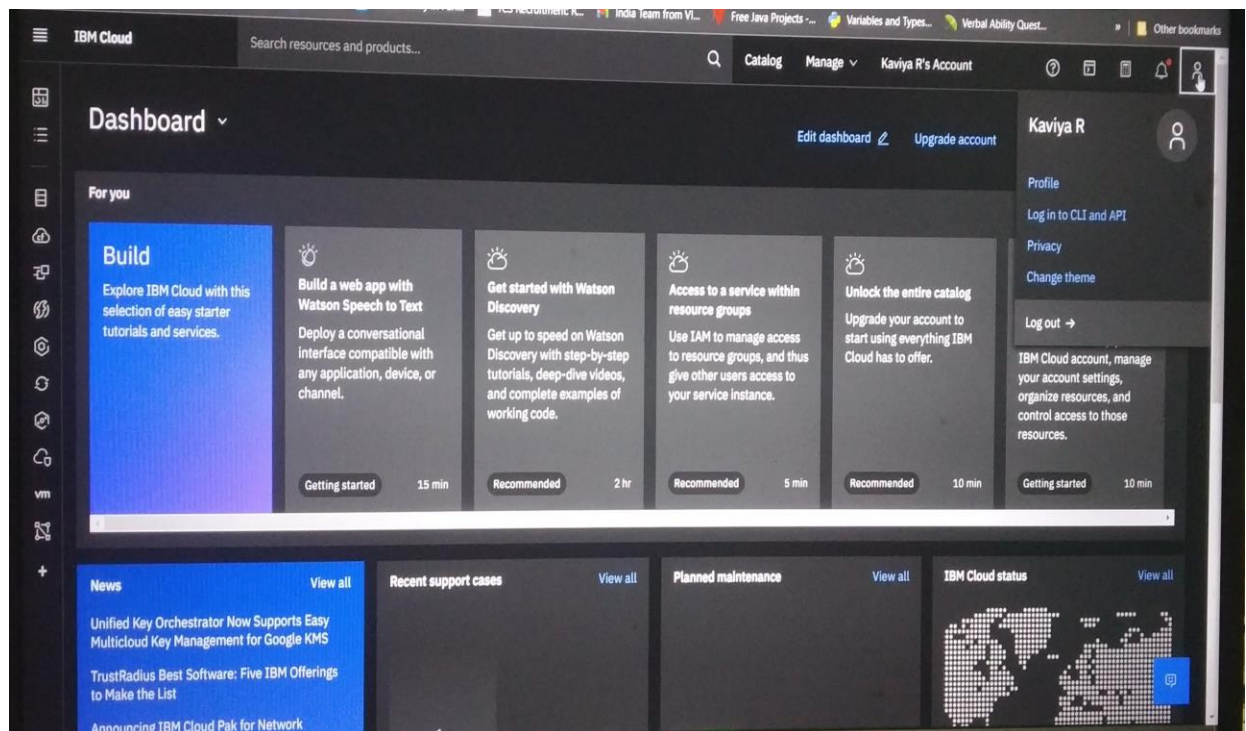 India Team from VI...
Free Java Projects -...
Variables and Types...
Verbal Ability Quest...
»
Other bookmarks
IBM Cloud
Search resources and products...
Catalog
Manage
Kaviya R's Account
Dashboard
Edit dashboard
Upgrade account
Kaviya R
Profile
Log in to CLI and API
Privacy
Change theme
Log out →
For you
Build
Explore IBM Cloud with this
selection of easy starter
tutorials and services.
Build a web app with
Watson Speech to Text
Deploy a conversational
interface compatible with
any application, device, or
channel.
Getting started
15 min
Get started with Watson
Discovery
Get up to speed on Watson
Discovery with step-by-step
tutorials, deep-dive videos,
and complete examples of
working code.
Recommended
2 hr
Access to a service within
resource groups
Use IAM to manage access
to resource groups, and thus
give other users access to
your service instance.
Recommended
5 min
Unlock the entire catalog
Upgrade your account to
start using everything IBM
Cloud has to offer.
Recommended
10 min
IBM Cloud account, manage
your account settings,
organize resources, and
control access to those
resources.
Getting started
10 min
vm
News
View all
Unified Key Orchestrator Now Supports Easy
Multicloud Key Management for Google KMS
TrustRadius Best Software: Five IBM Offerings
to Make the List
Announcing IBM Cloud Pak for Network
Recent support cases
View all
Planned maintenance
View all
IBM Cloud status
View all